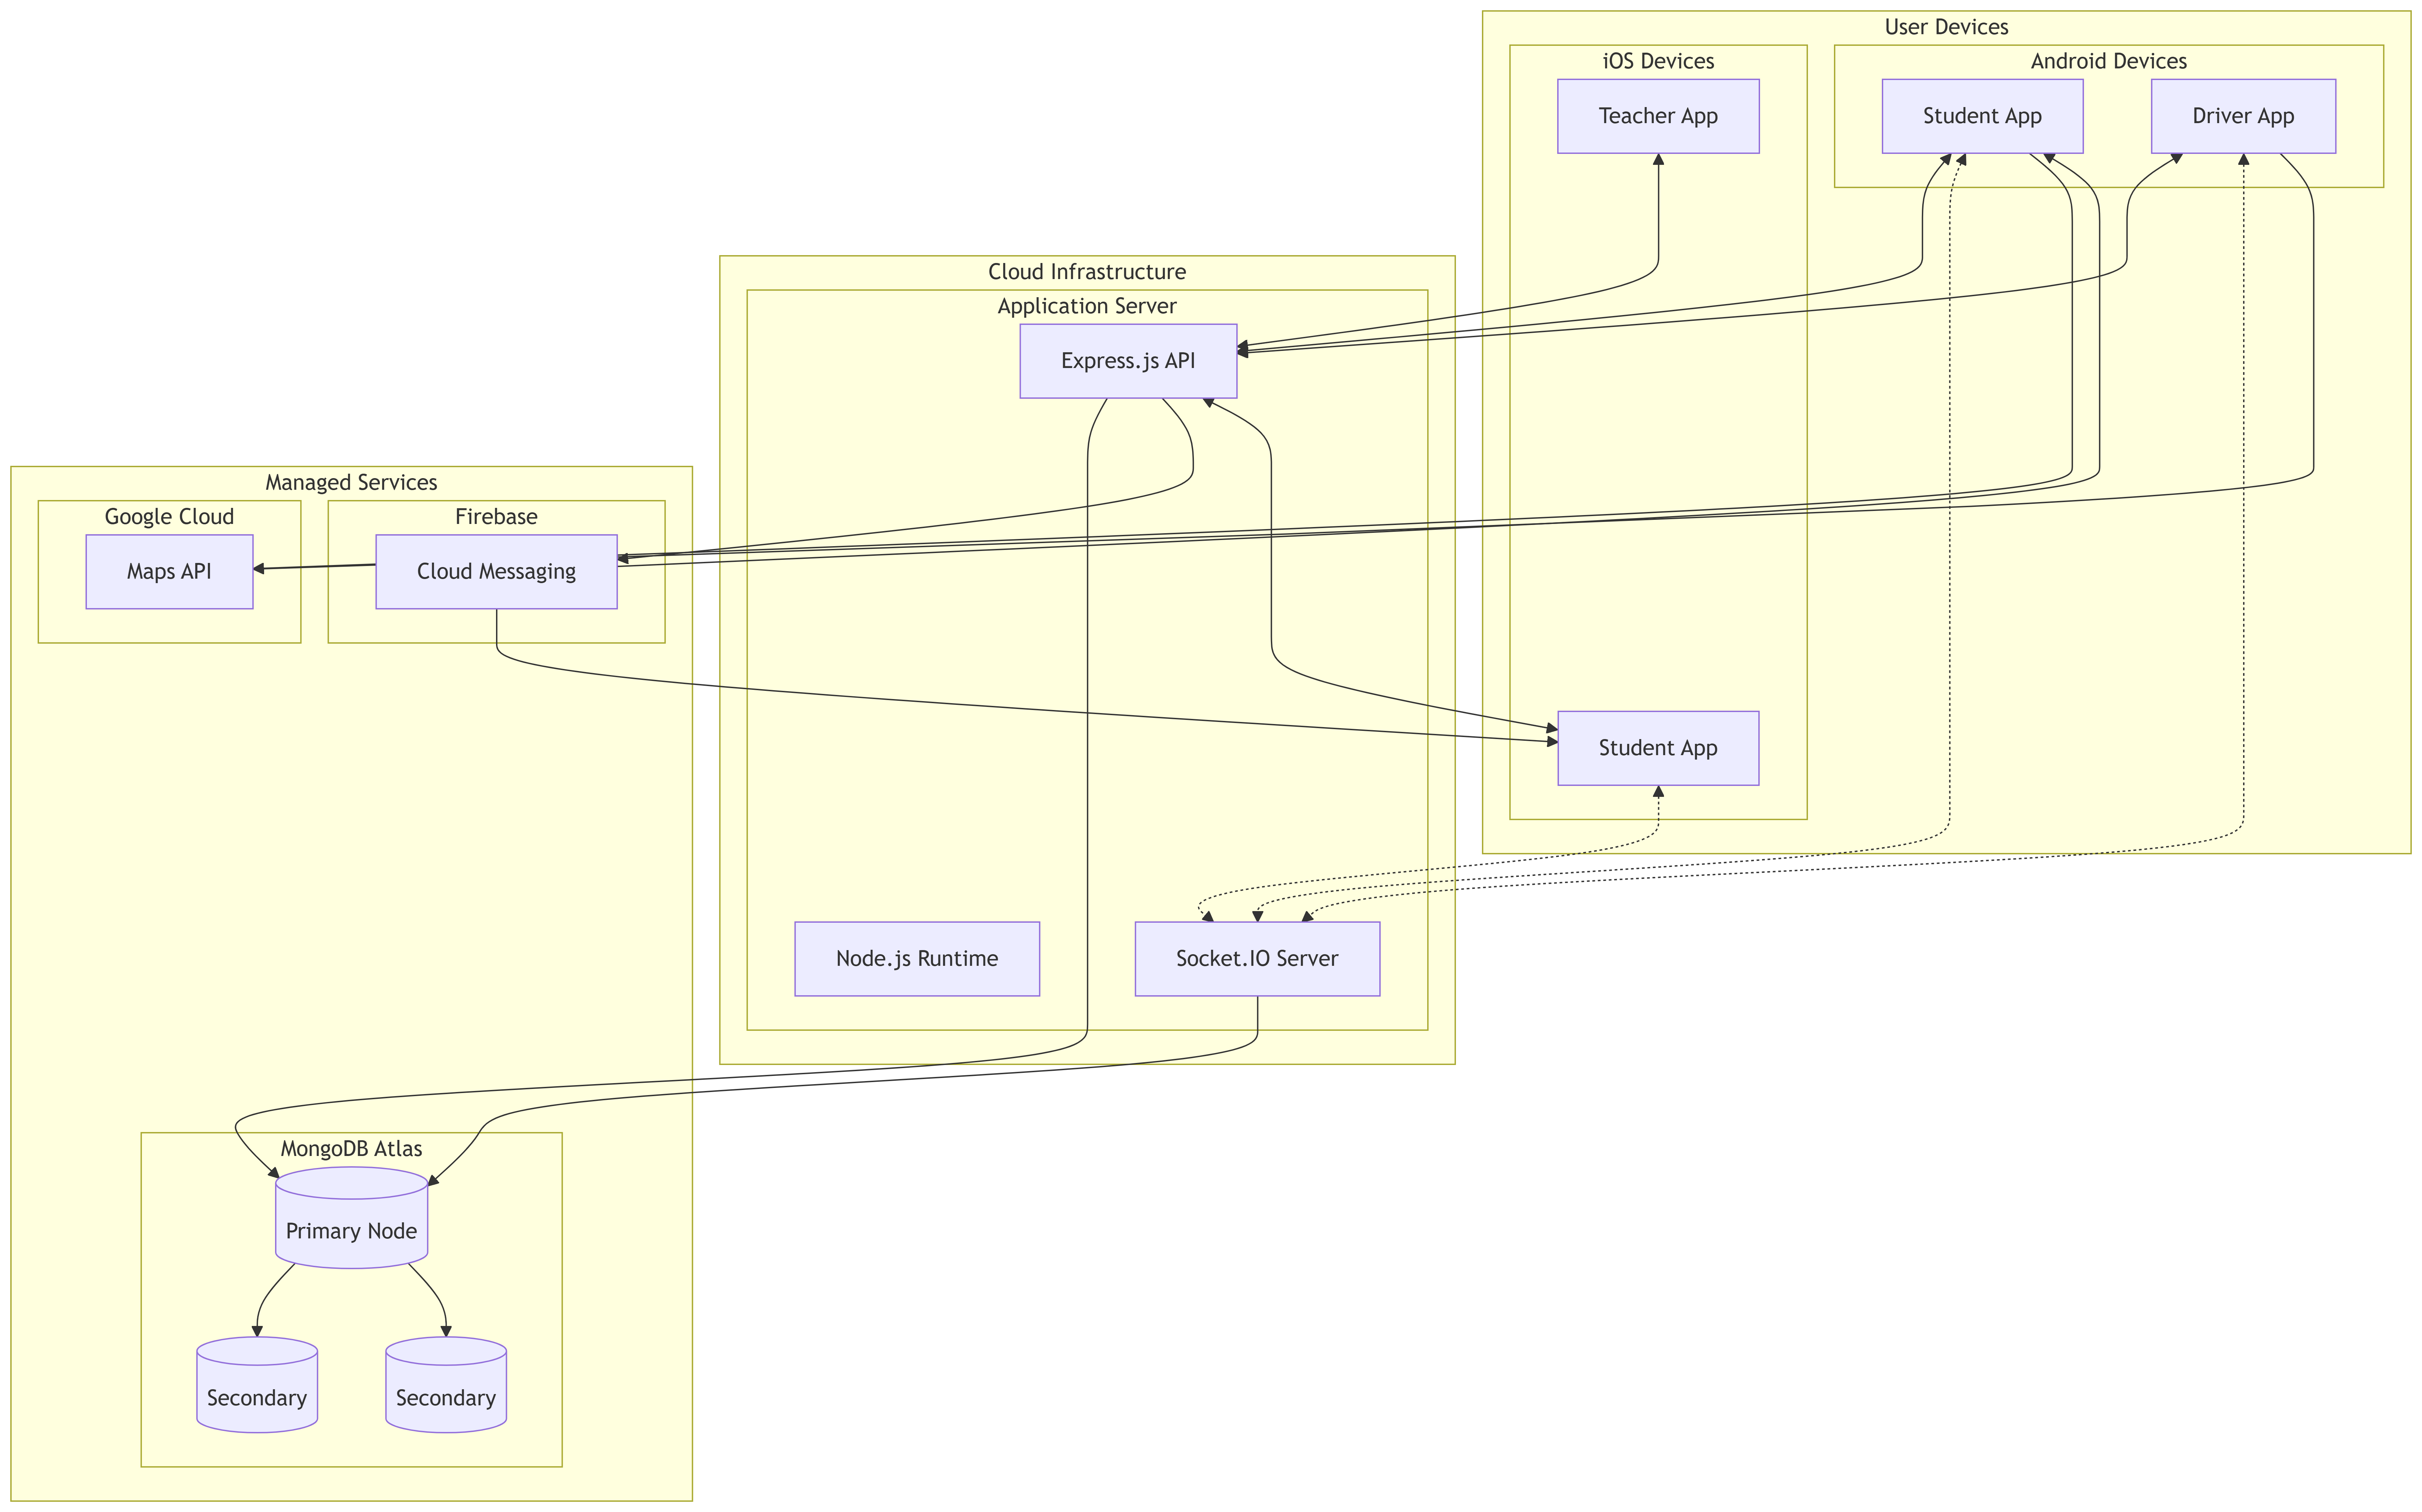 User Devices
iOS Devices
Android Devices
Teacher App
Student App
Driver App
Cloud Infrastructure
Application Server
Express.js API
Managed Services
Google Cloud
Firebase
Maps API
Cloud Messaging
Student App
Node.js Runtime
Socket.IO Server
MongoDB Atlas
Primary Node
Secondary
Secondary